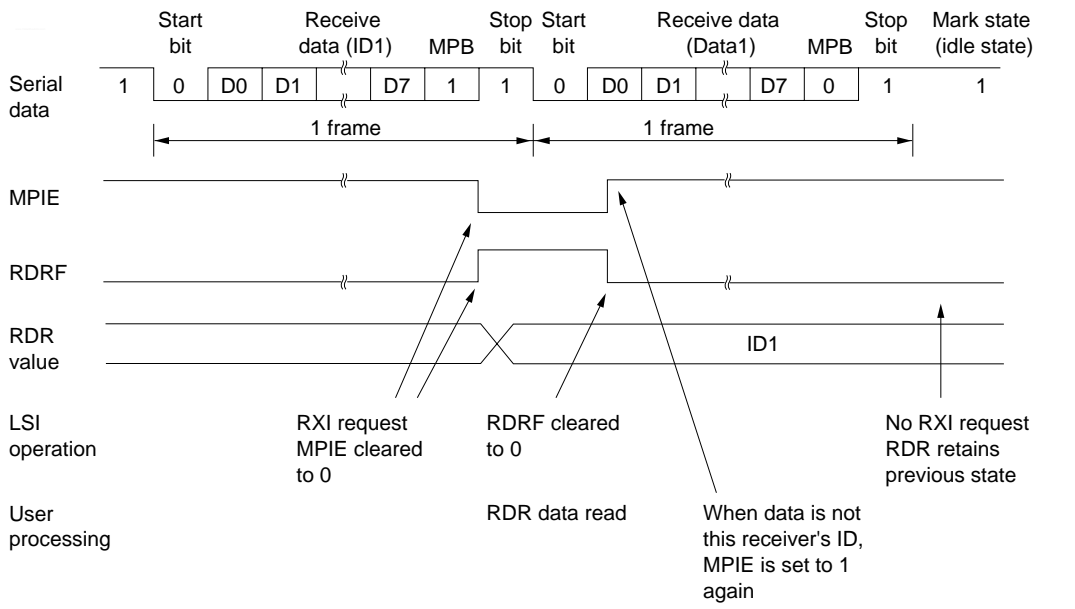 Start bit
Receive data (ID1)
MPB
Stop bit
Start bit
Receive data (Data1)
MPB
Stop bit
Mark state (idle state)
Serial data
1 0 D0 D1 D7 1 1 0 D0 D1 D7 0 1 1
1 frame
1 frame
MPIE
RDRF
RDR value
ID1
LSI operation
RXI request
MPIE cleared
to 0
RDRF cleared
to 0
No RXI request
RDR retains
previous state
User processing
RDR data read
When data is not
this receiver's ID,
MPIE is set to 1
again